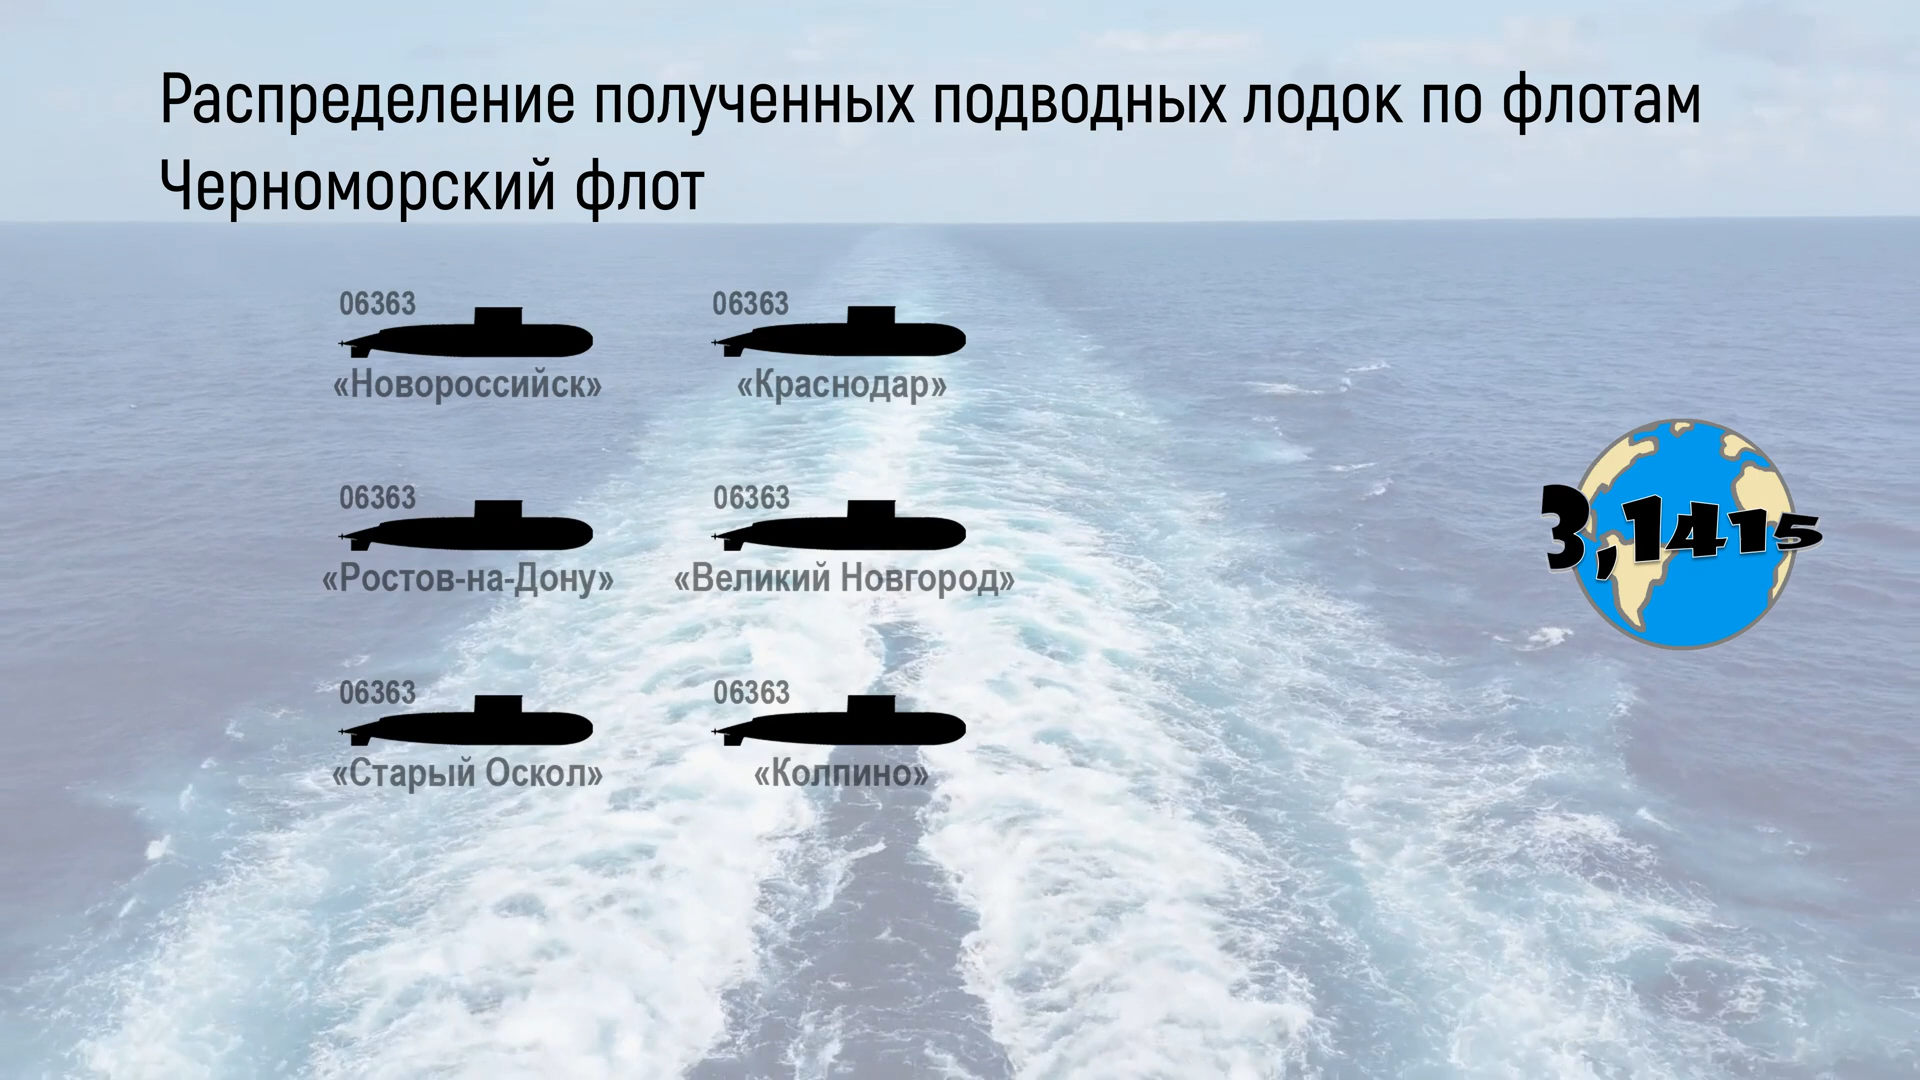 Распределение полученных подводных лодок по флотам
Черноморский флот
06363
06363
«Новороссийск»
«Краснодар»
06363
06363
«Ростов-на-Дону»
«Великий Новгород»
3,1415
06363
06363
«Старый Оскол»
«Колпино»